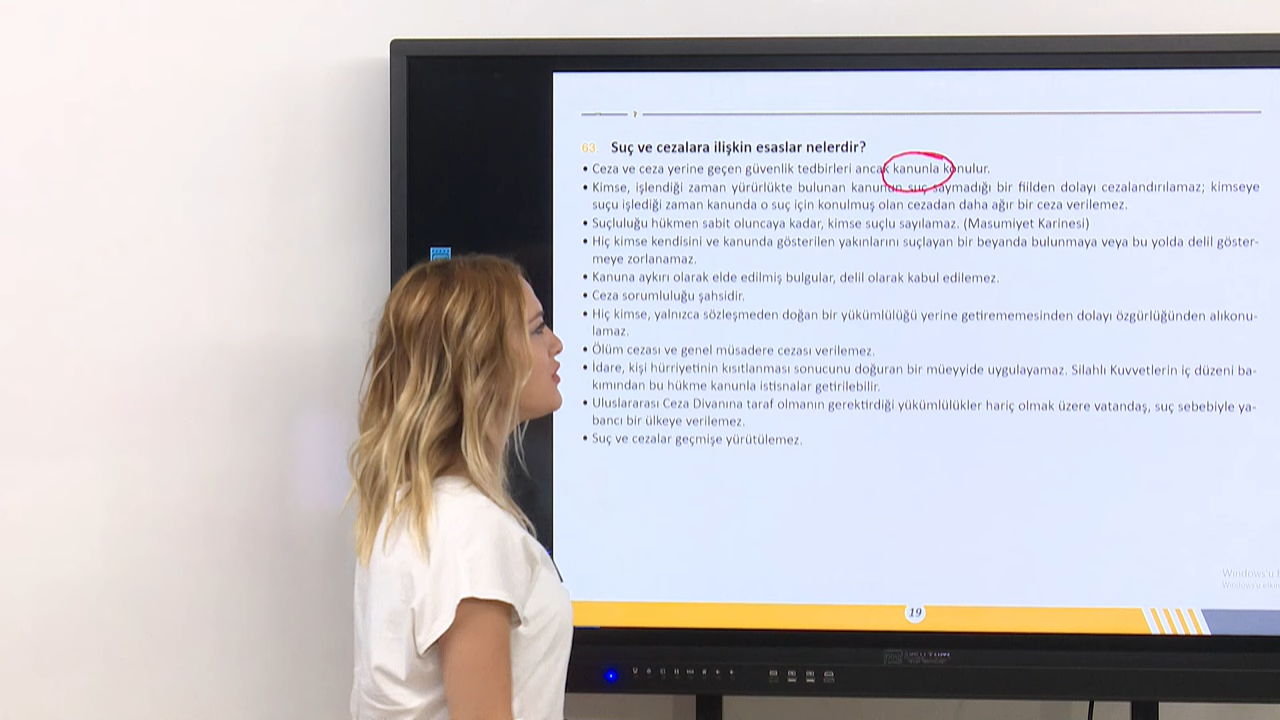 63. Suç ve cezalara ilişkin esaslar nelerdir?
• Ceza ve ceza yerine geçen güvenlik tedbirleri ancak kanunla konulur.
• Kimse, işlendiği zaman yürürlükte bulunan kanunun suç saymadığı bir fiilden dolayı cezalandırılamaz; kimseye
suçu işlediği zaman kanunda o suç için konulmuş olan cezadan daha ağır bir ceza verilemez.
• Suçluluğu hükmen sabit oluncaya kadar, kimse suçlu sayılamaz. (Masumiyet Karinesi)
• Hiç kimse kendisini ve kanunda gösterilen yakınlarını suçlayan bir beyanda bulunmaya veya bu yolda delil göster-
meye zorlanamaz.
• Kanuna aykırı olarak elde edilmiş bulgular, delil olarak kabul edilemez.
• Ceza sorumluluğu şahsidir.
• Hiç kimse, yalnızca sözleşmeden doğan bir yükümlülüğü yerine getirememesinden dolayı özgürlüğünden alıkonu-
lamaz.
• Ölüm cezası ve genel müsadere cezası verilemez.
• İdare, kişi hürriyetinin kısıtlanması sonucunu doğuran bir müeyyide uygulayamaz. Silahlı Kuvvetlerin iç düzeni ba-
kımından bu hükme kanunla istisnalar getirilebilir.
• Uluslararası Ceza Divanına taraf olmanın gerektirdiği yükümlülükler hariç olmak üzere vatandaş, suç sebebiyle ya-
bancı bir ülkeye verilemez.
• Suç ve cezalar geçmişe yürütülemez.
Windows'u
Windows'u
19